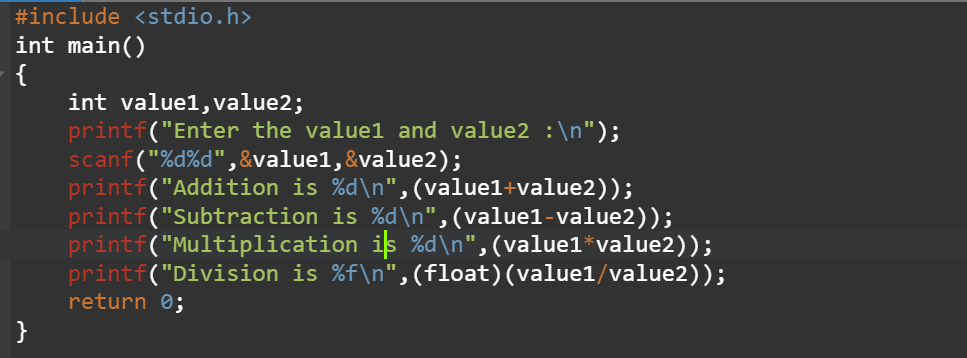 #include <stdio.h>
int main()
{
    int value1,value2;
    printf("Enter the value1 and value2 :\n");
    scanf("%d%d",&value1,&value2);
    printf("Addition is %d\n",(value1+value2));
    printf("Subtraction is %d\n",(value1-value2));
    printf("Multiplication is %d\n",(value1*value2));
    printf("Division is %f\n",(float)(value1/value2));
    return 0;
}